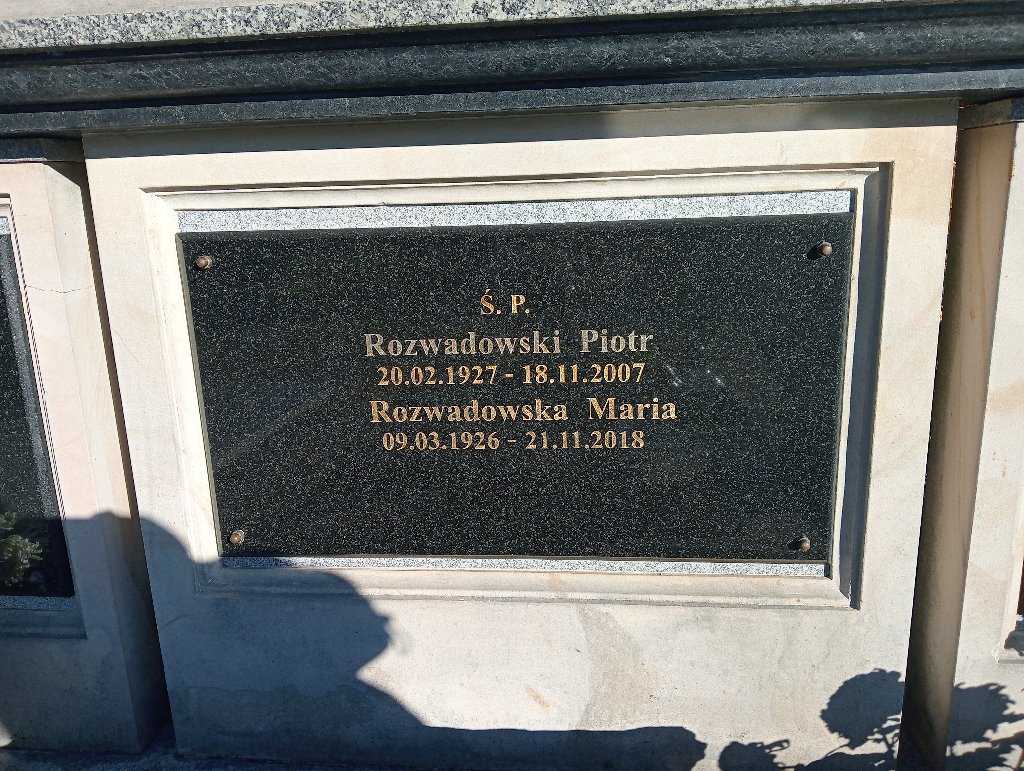 Ś. P.
Rozwadowski Piotr
20.02.1927 - 18.11.2007
Rozwadowska Maria
09.03.1926 - 21.11.2018